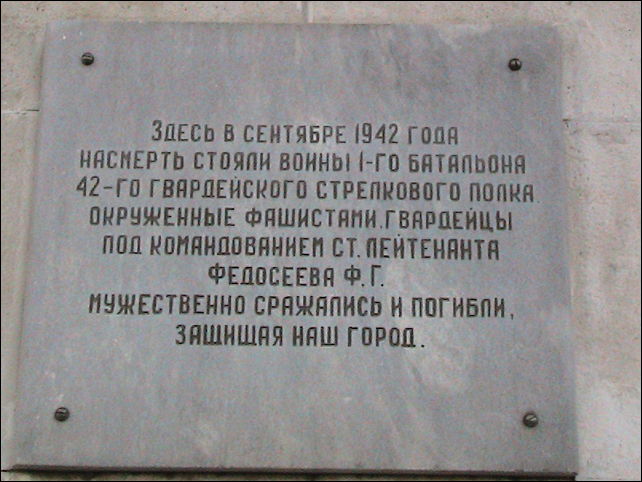 ЗДЕСЬ В СЕНТЯБРЕ 1942 ГОДА
НАСМЕРТЬ СТОЯЛИ ВОИНЫ 1-ГО БАТАЛЬОНА
42-ГО ГВАРДЕЙСКОГО СТРЕЛКОВОГО ПОЛКА
ОКРУЖЕННЫЕ ФАШИСТАМИ, ГВАРДЕЙЦЫ
ПОД КОМАНДОВАНИЕМ СТ. ЛЕЙТЕНАНТА
ФЕДОСЕЕВА Ф. Г.
МУЖЕСТВЕННО СРАЖАЛИСЬ И ПОГИБЛИ,
ЗАЩИЩАЯ НАШ ГОРОД.